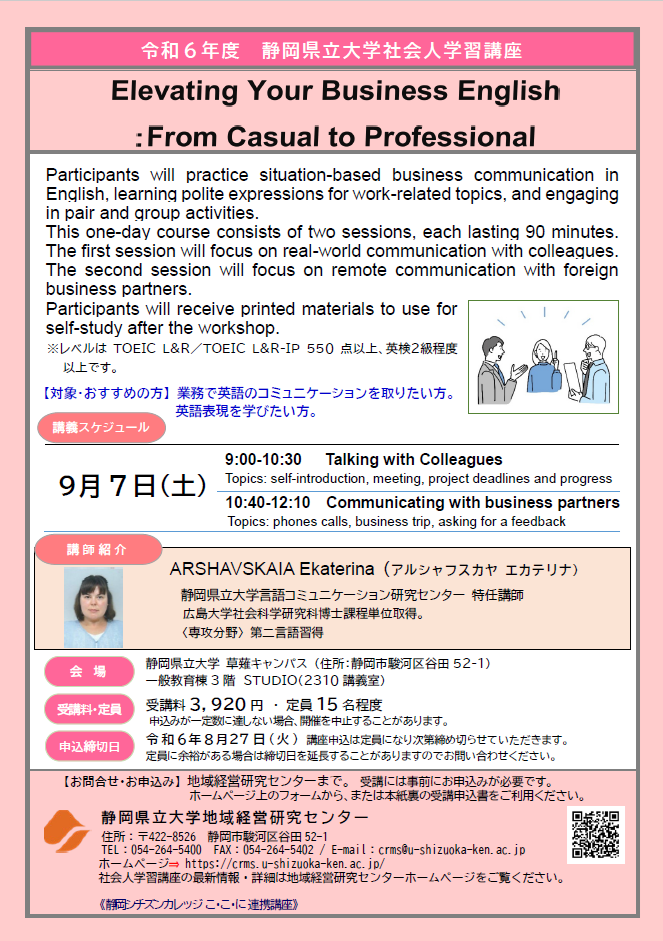 令和６年度　静岡県立大学社会人学習講座
Elevating Your Business English
:From Casual to Professional
Participants will practice situation-based business communication in
English, learning polite expressions for work-related topics, and engaging
in pair and group activities.
This one-day course consists of two sessions, each lasting 90 minutes.
The first session will focus on real-world communication with colleagues.
The second session will focus on remote communication with foreign
business partners.
Participants will receive printed materials to use for
self-study after the workshop.
※レベルは TOEIC L&R／TOEIC L&R-IP 550 点以上、英検２級程度
以上です。
【対象・おすすめの方】業務で英語のコミュニケーションを取りたい方。
英語表現を学びたい方。
講義スケジュール
９月７日（土）
9:00-10:30 Talking with Colleagues
Topics: self-introduction, meeting, project deadlines and progress
10:40-12:10 Communicating with business partners
Topics: phones calls, business trip, asking for a feedback
講師紹介
ARSHAVSKAIA Ekaterina（アルシャフスカヤ エカテリナ）
静岡県立大学言語コミュニケーション研究センター 特任講師
広島大学社会科学研究科博士課程単位取得。
〈専攻分野〉第二言語習得
会　場
静岡県立大学 草薙キャンパス（住所：静岡市駿河区谷田 52-1）
一般教育棟３階 STUDIO（2310 講義室）
受講料・定員
受講料 3，920 円 ・ 定員 15 名程度
申込みが一定数に達しない場合、開催を中止することがあります。
申込締切日
令和６年８月２７日（火） 講座申込は定員になり次第締め切らせていただきます。
定員に余裕がある場合は締切日を延長することがありますのでお問い合わせください。
【お問合せ・お申込み】地域経営研究センターまで。 受講には事前にお申込みが必要です。
ホームページ上のフォームから、または本紙裏の受講申込書をご利用ください。
静岡県立大学地域経営研究センター
住所：〒422-8526　静岡市駿河区谷田 52-1
TEL：054-264-5400　FAX：054-264-5402 / E-mail：crms@u-shizuoka-ken.ac.jp
ホームページ⇒ https://crms.u-shizuoka-ken.ac.jp/
社会人学習講座の最新情報・詳細は地域経営研究センターホームページをご覧ください。
《静岡シチズンカレッジ こ・こ・に 連携講座》